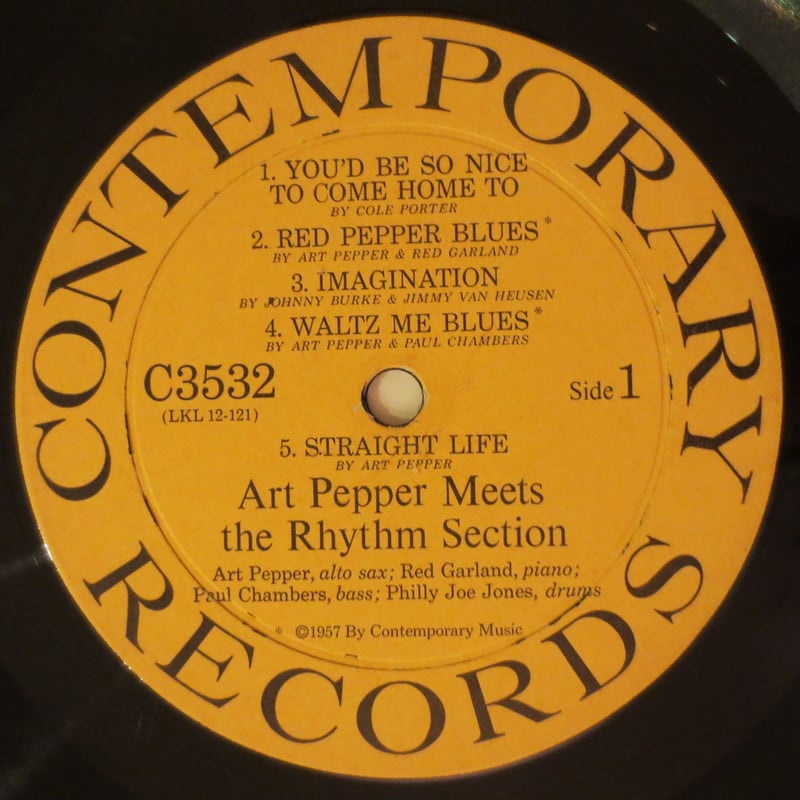 CONTEMPORARY
1. YOU'D BE SO NICE
TO COME HOME TO
BY COLE PORTER
2. RED PEPPER BLUES*
BY ART PEPPER & RED GARLAND
3. IMAGINATION
BY JOHNNY BURKE & JIMMY VAN HEUSEN
4. WALTZ ME BLUES*
BY ART PEPPER & PAUL CHAMBERS
C3532
(LKL 12-121)
Side 1
5. STRAIGHT LIFE
BY ART PEPPER
Art Pepper Meets
the Rhythm Section
Art Pepper, alto sax; Red Garland, piano;
Paul Chambers, bass; Philly Joe Jones, drums
* ©1957 By Contemporary Music
RECORDS